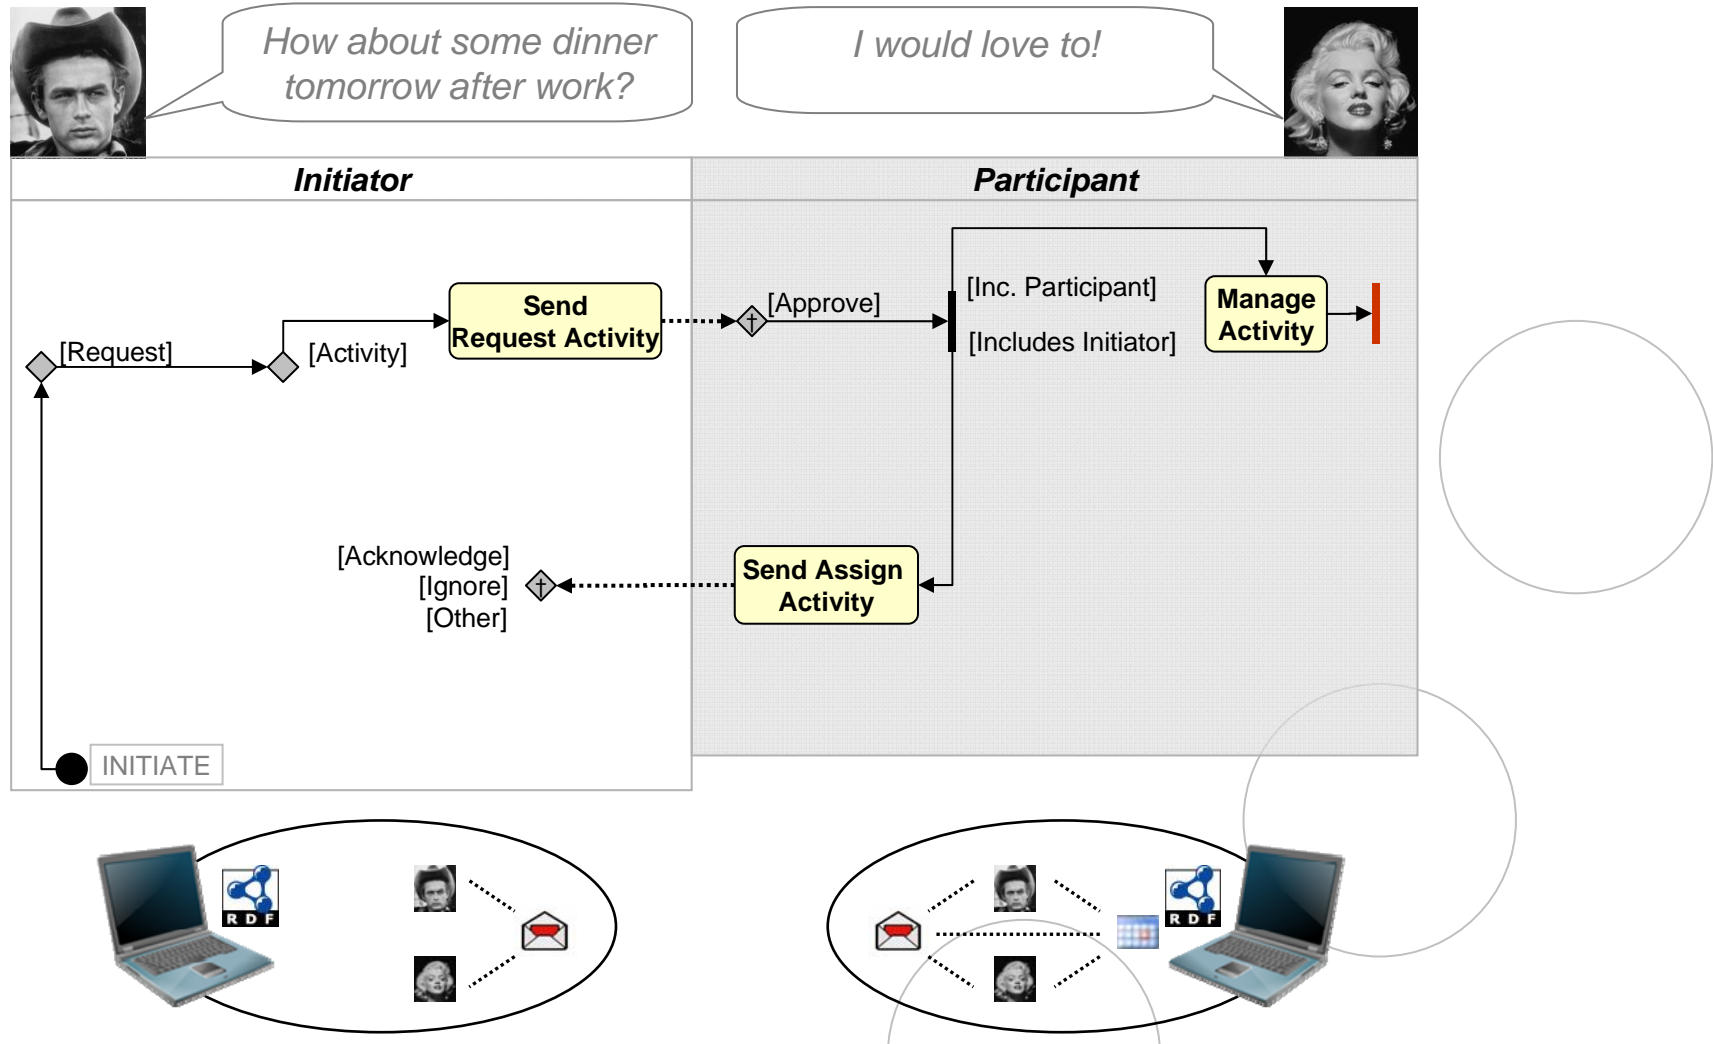 How about some dinner
tomorrow after work?
I would love to!
Initiator
Participant
[Request]
[Activity]
Send
Request Activity
[Approve]
[Inc. Participant]
[Includes Initiator]
Manage
Activity
[Acknowledge]
[Ignore]
[Other]
Send Assign
Activity
INITIATE
RDF
RDF